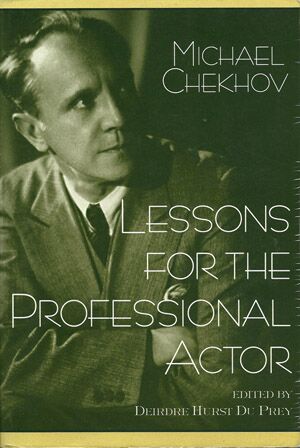 MICHAEL
CHEKHOV
LESSONS
FOR THE
PROFESSIONAL
ACTOR
EDITED BY
DEIRDRE HURST DU PREY